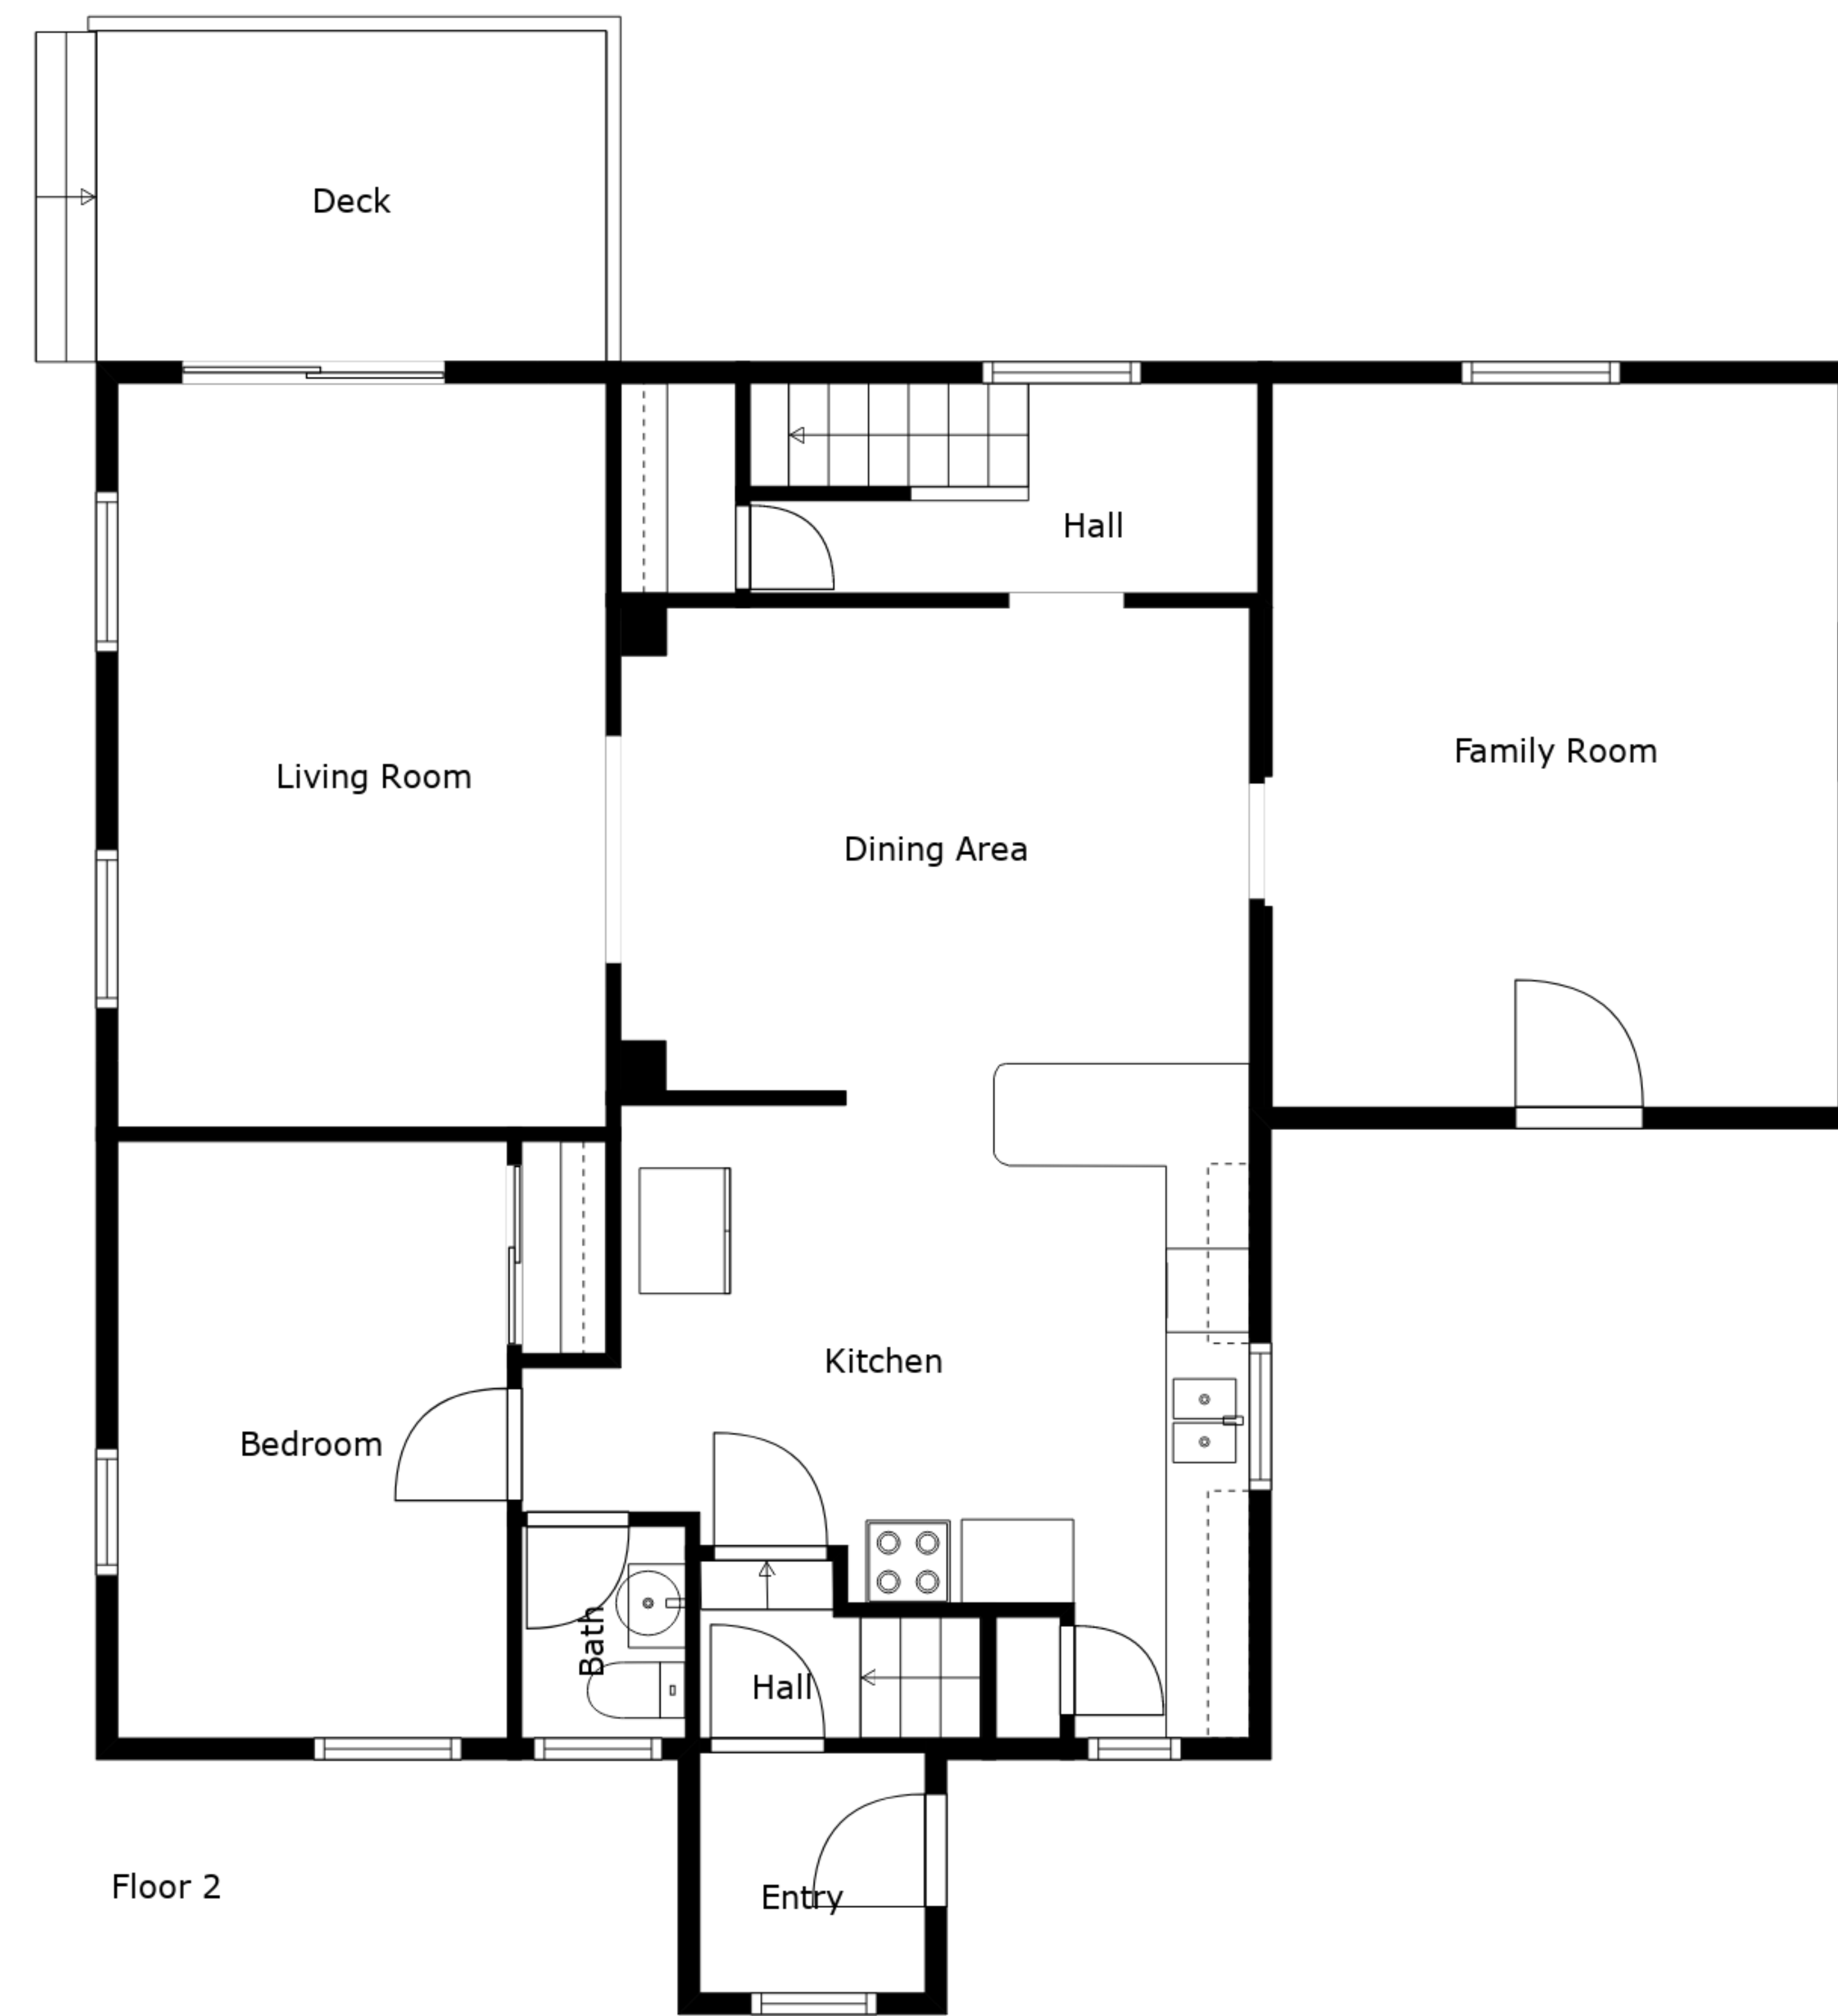 Deck
Hall
Family Room
Living Room
Dining Area
Kitchen
Bedroom
Bath
Hall
Floor 2
Entry